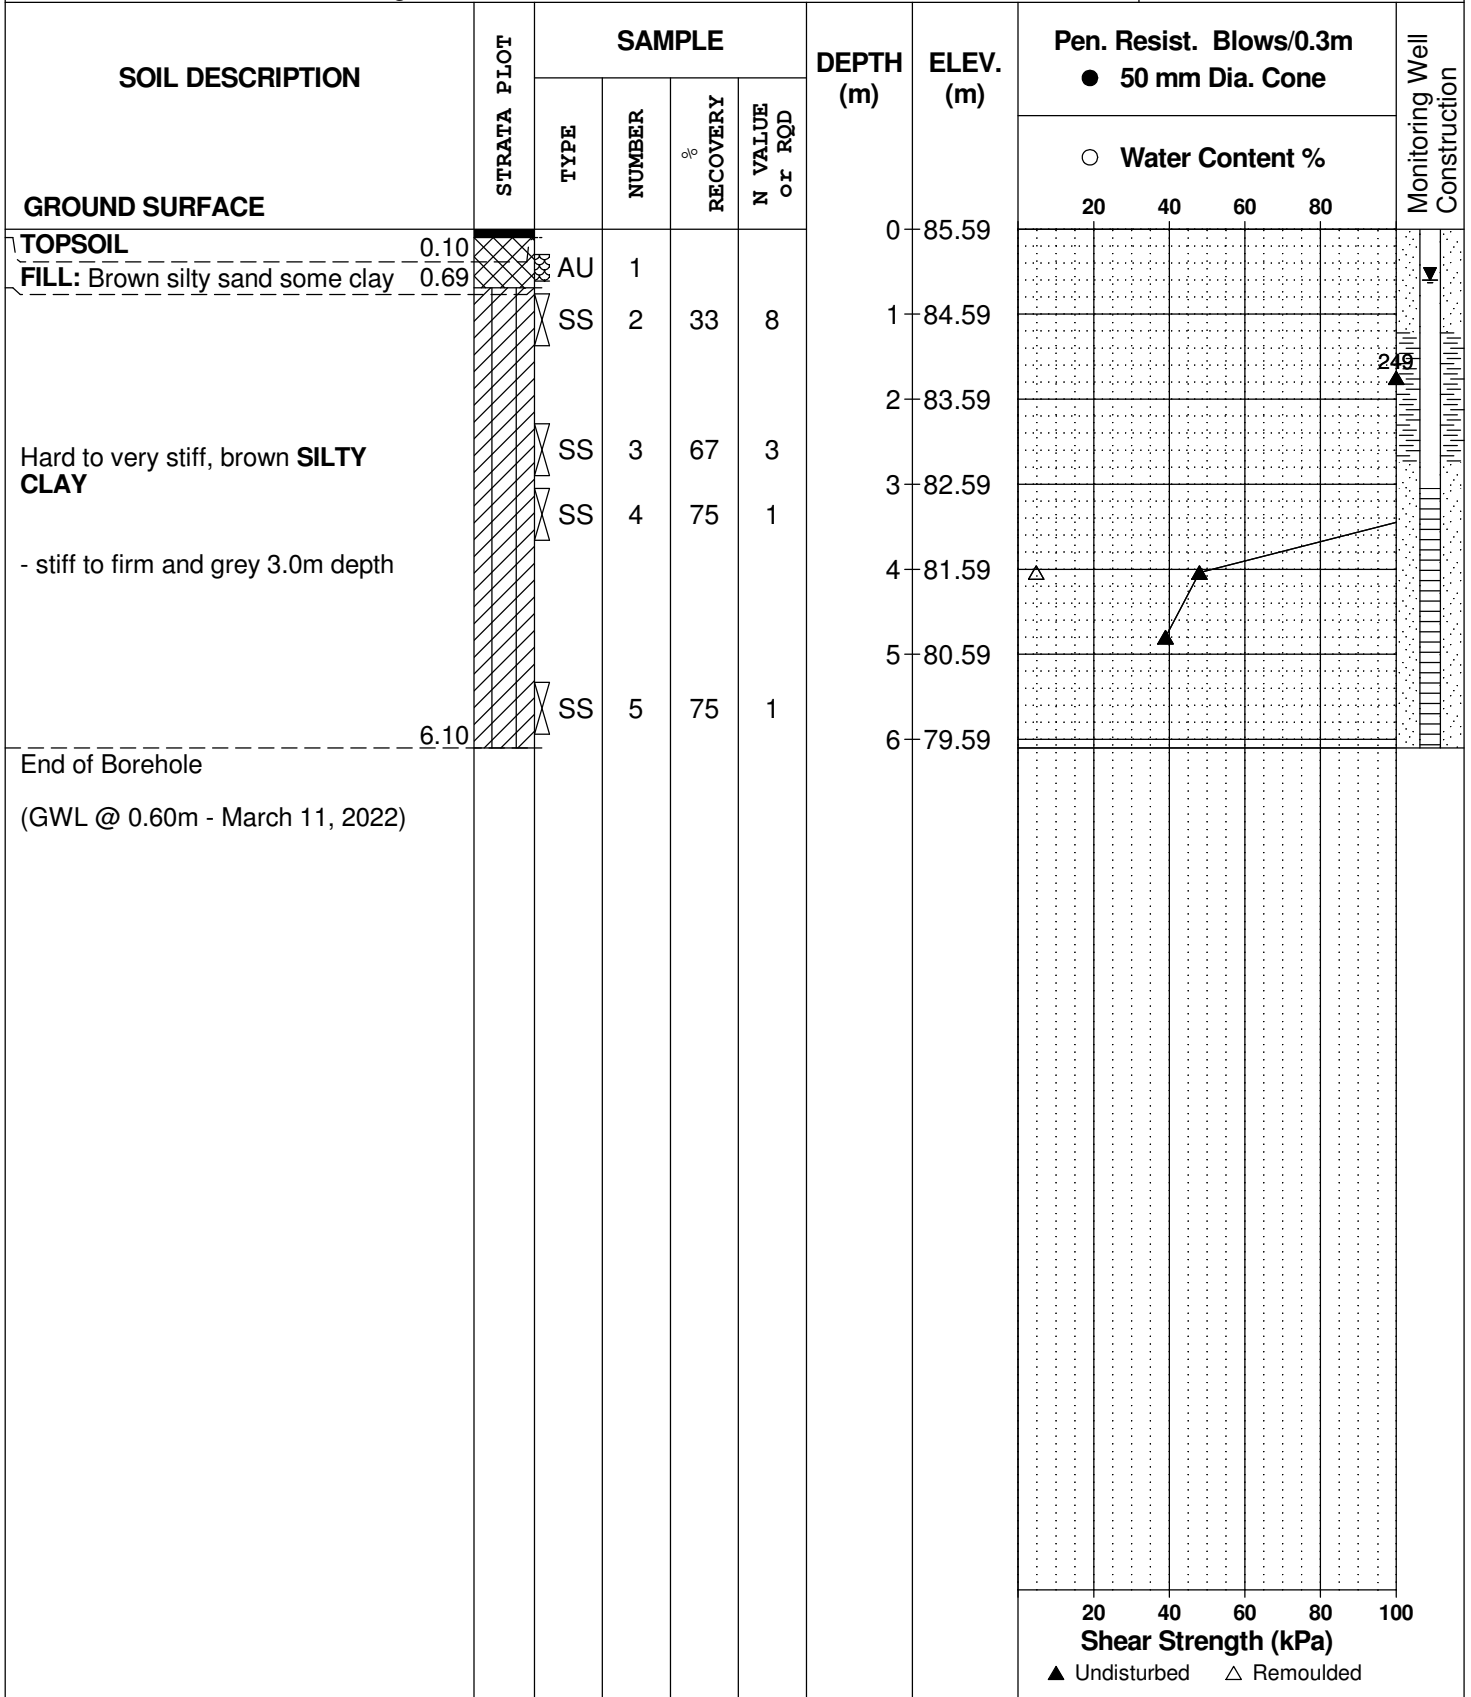 SOIL DESCRIPTION
GROUND SURFACE
STRATA PLOT
SAMPLE
TYPE
NUMBER
% RECOVERY
N VALUE
or RQD
DEPTH
(m)
ELEV.
(m)
Pen. Resist. Blows/0.3m
● 50 mm Dia. Cone
○ Water Content %
20 40 60 80
Monitoring Well
Construction
0 85.59
TOPSOIL 0.10
FILL: Brown silty sand some clay 0.69
AU 1
SS 2 33 8
1 84.59
249
2 83.59
Hard to very stiff, brown SILTY
CLAY
SS 3 67 3
3 82.59
SS 4 75 1
- stiff to firm and grey 3.0m depth
4 81.59
5 80.59
SS 5 75 1
6.10
6 79.59
End of Borehole
(GWL @ 0.60m - March 11, 2022)
20 40 60 80 100
Shear Strength (kPa)
▲ Undisturbed △ Remoulded